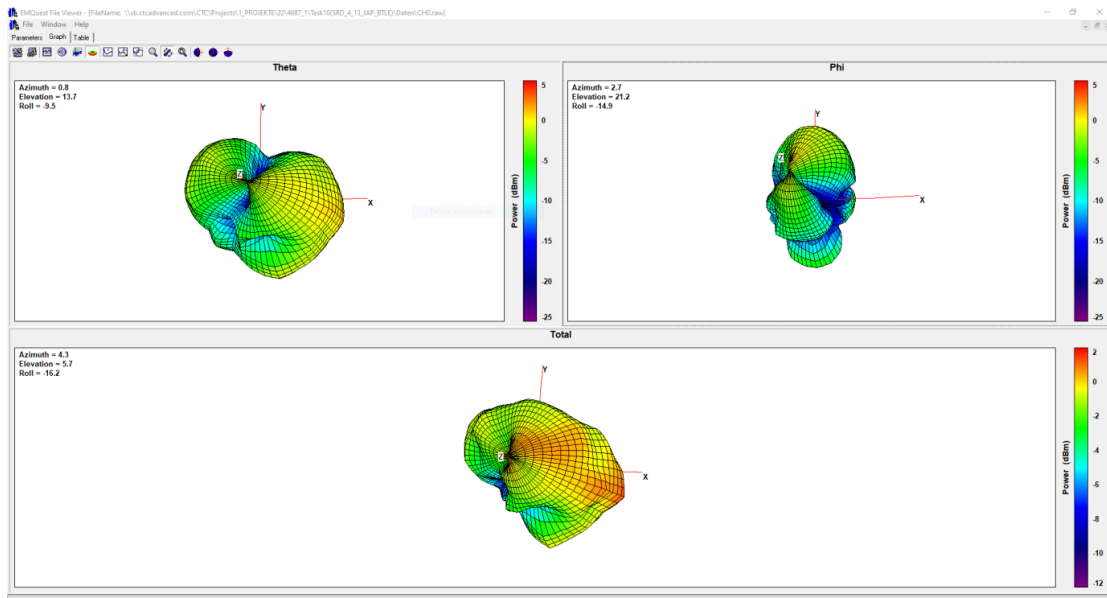 EMQuest File Viewer - [FileName: \\sb.ctcadvanced.com\CTC\Projects\1_PROJEKTE\22\4687_1\Task10(SRD_4_13_IAP_BTLE)\Daten\CH0.raw]
File Window Help
Parameters Graph Table
Theta
Azimuth = 0.8
Elevation = 13.7
Roll = -9.5
Y
Z
X
5
0
-5
-10
-15
-20
-25
Power (dBm)
Phi
Azimuth = 2.7
Elevation = 21.2
Roll = -14.9
Y
Z
X
5
0
-5
-10
-15
-20
-25
Power (dBm)
Total
Azimuth = 4.3
Elevation = 5.7
Roll = -16.2
Y
Z
X
2
0
-2
-4
-6
-8
-10
-12
Power (dBm)